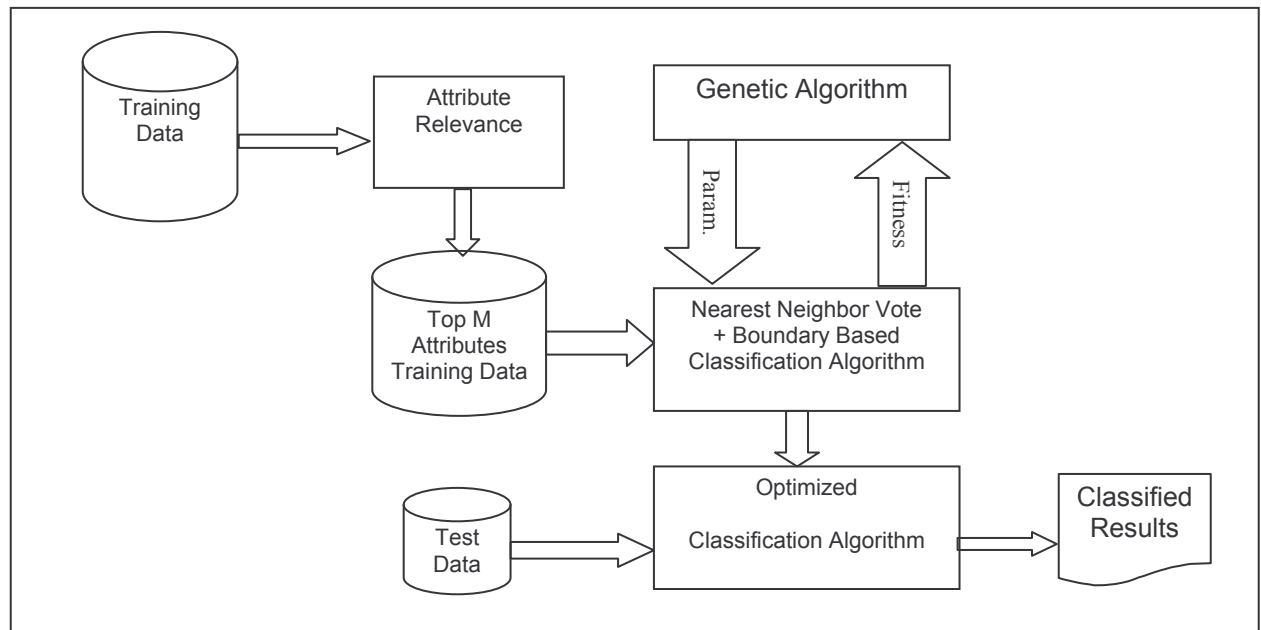 Training
Data
Attribute
Relevance
Genetic Algorithm
Param.
Fitness
Top M
Attributes
Training Data
Nearest Neighbor Vote
+ Boundary Based
Classification Algorithm
Test
Data
Optimized
Classification Algorithm
Classified
Results